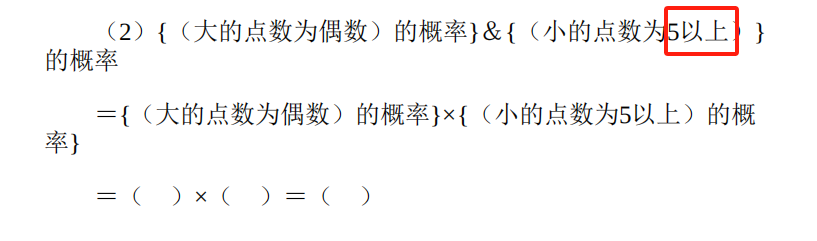 （2）{（大的点数为偶数）的概率}＆{（小的点数为5以上）}
的概率
＝{（大的点数为偶数）的概率}×{（小的点数为5以上）的概
率}
＝（　）×（　）＝（　）